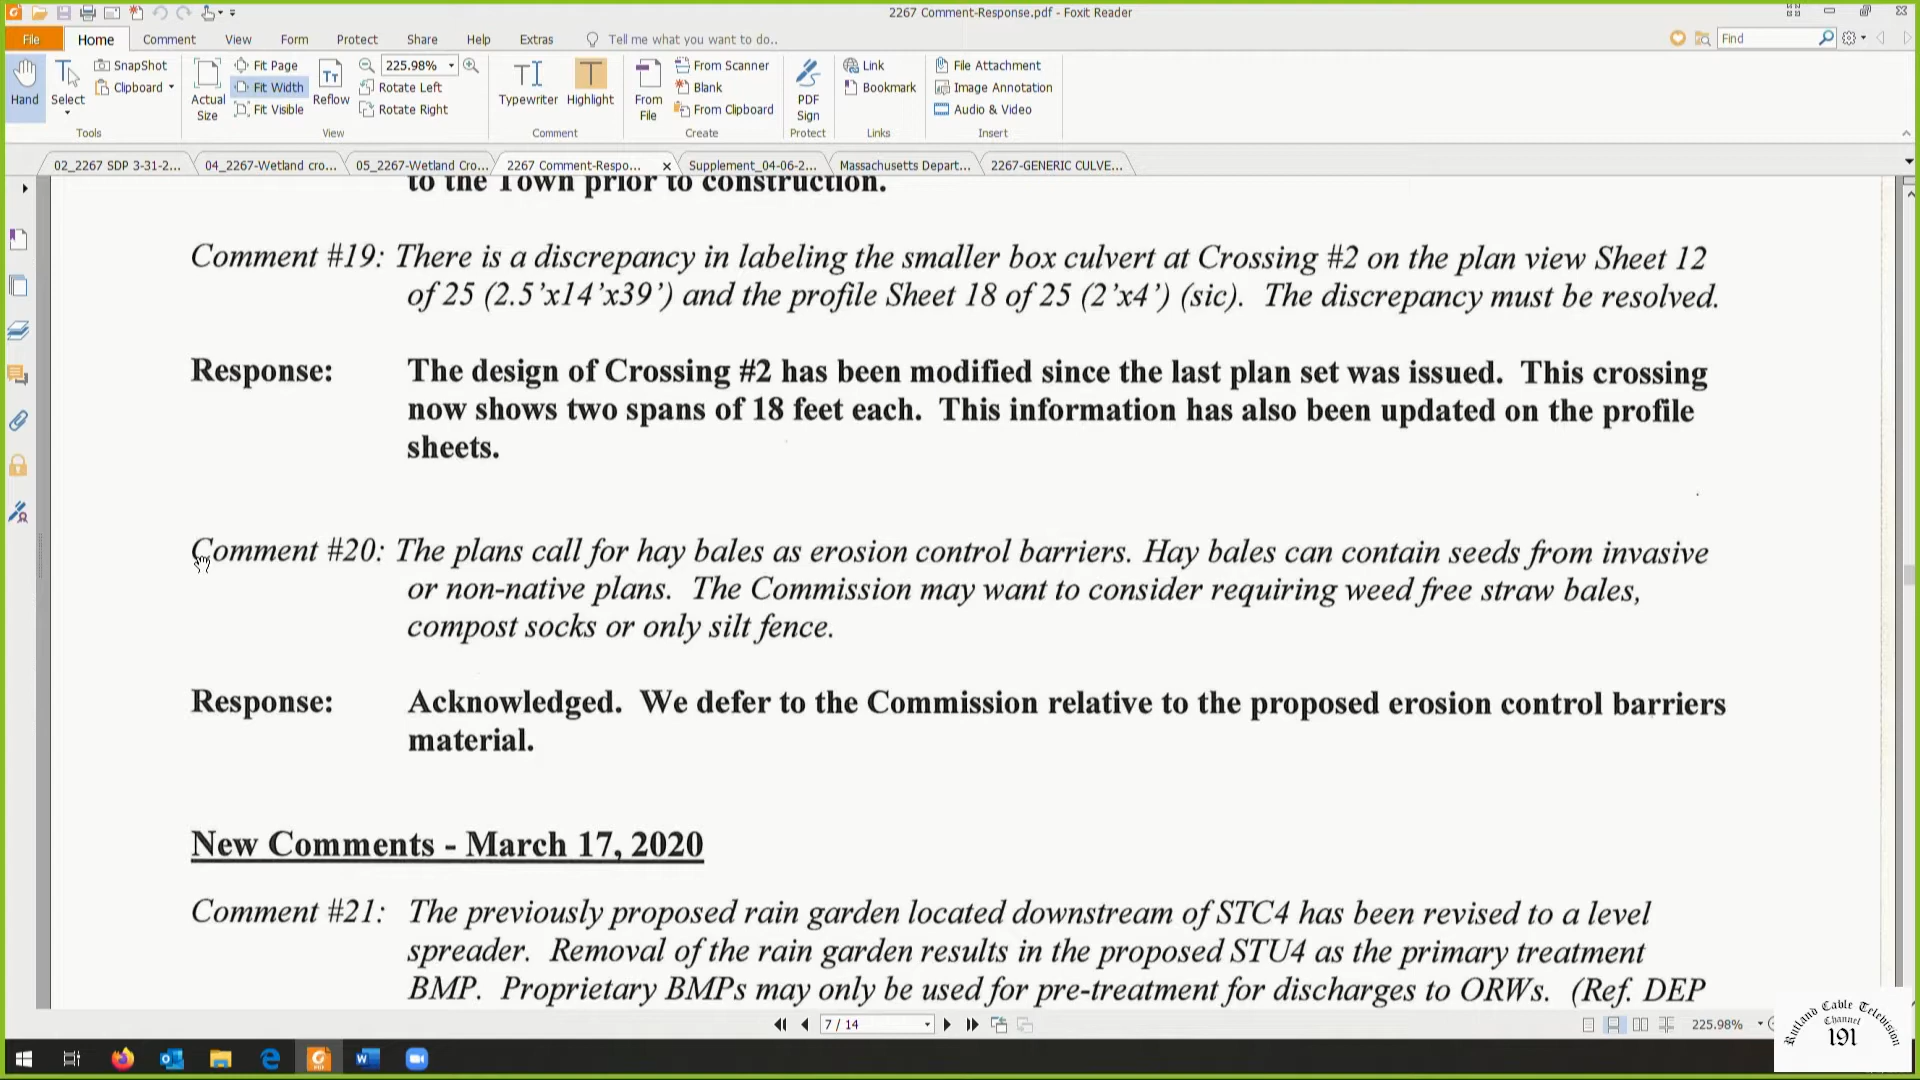 2267 Comment-Response.pdf - Foxit Reader
File Home Comment View Form Protect Share Help Extras Tell me what you want to do.. Find
Hand
Select
SnapShot
Clipboard
Tools
Actual Size
Fit Page
Fit Width
Fit Visible
Reflow
225.98%
Rotate Left
Rotate Right
View
Typewriter
Highlight
Comment
From File
From Scanner
Blank
From Clipboard
Create
PDF Sign
Protect
Link
Bookmark
Links
File Attachment
Image Annotation
Audio & Video
Insert
02_2267 SDP 3-31-2... 04_2267-Wetland cro... 05_2267-Wetland Cro... 2267 Comment-Respo... Supplement_04-06-2... Massachusetts Depart... 2267-GENERIC CULVE...
to the Town prior to construction.
Comment #19: There is a discrepancy in labeling the smaller box culvert at Crossing #2 on the plan view Sheet 12
of 25 (2.5’x14’x39’) and the profile Sheet 18 of 25 (2’x4’) (sic). The discrepancy must be resolved.
Response: The design of Crossing #2 has been modified since the last plan set was issued. This crossing
now shows two spans of 18 feet each. This information has also been updated on the profile
sheets.
Comment #20: The plans call for hay bales as erosion control barriers. Hay bales can contain seeds from invasive
or non-native plans. The Commission may want to consider requiring weed free straw bales,
compost socks or only silt fence.
Response: Acknowledged. We defer to the Commission relative to the proposed erosion control barriers
material.
New Comments - March 17, 2020
Comment #21: The previously proposed rain garden located downstream of STC4 has been revised to a level
spreader. Removal of the rain garden results in the proposed STU4 as the primary treatment
BMP. Proprietary BMPs may only be used for pre-treatment for discharges to ORWs. (Ref. DEP
7 / 14
225.98%
Rutland Cable Television
Channel
191